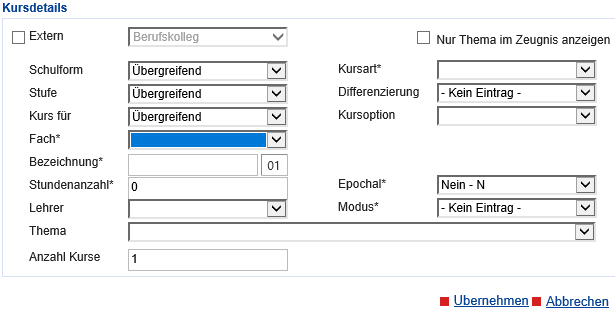 Kursdetails
Extern Berufskolleg Nur Thema im Zeugnis anzeigen
Schulform Übergreifend Kursart*
Stufe Übergreifend Differenzierung - Kein Eintrag -
Kurs für Übergreifend Kursoption
Fach*
Bezeichnung* 01
Stundenanzahl* 0 Epochal* Nein - N
Lehrer Modus* - Kein Eintrag -
Thema
Anzahl Kurse 1
Übernehmen Abbrechen